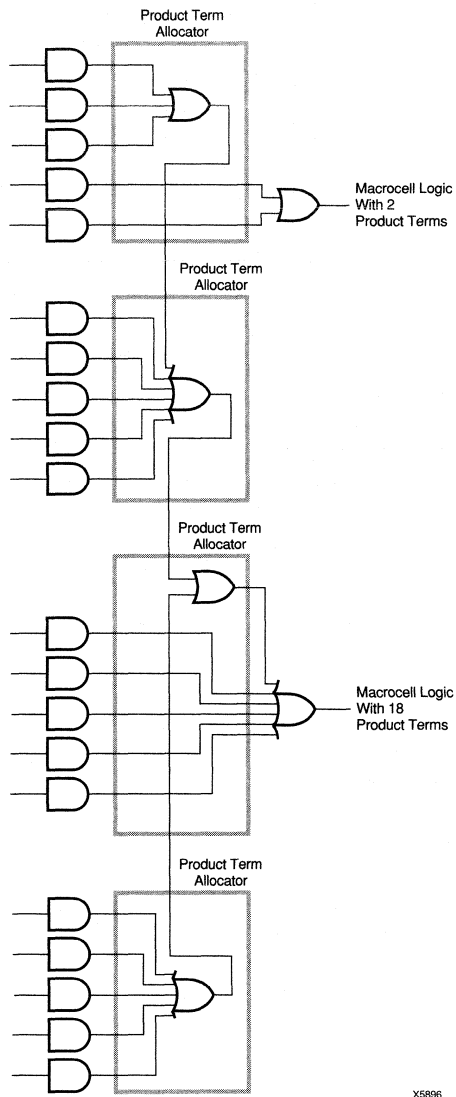 Product Term
Allocator
Macrocell Logic
With 2
Product Terms
Product Term
Allocator
Product Term
Allocator
Macrocell Logic
With 18
Product Terms
Product Term
Allocator
X5896